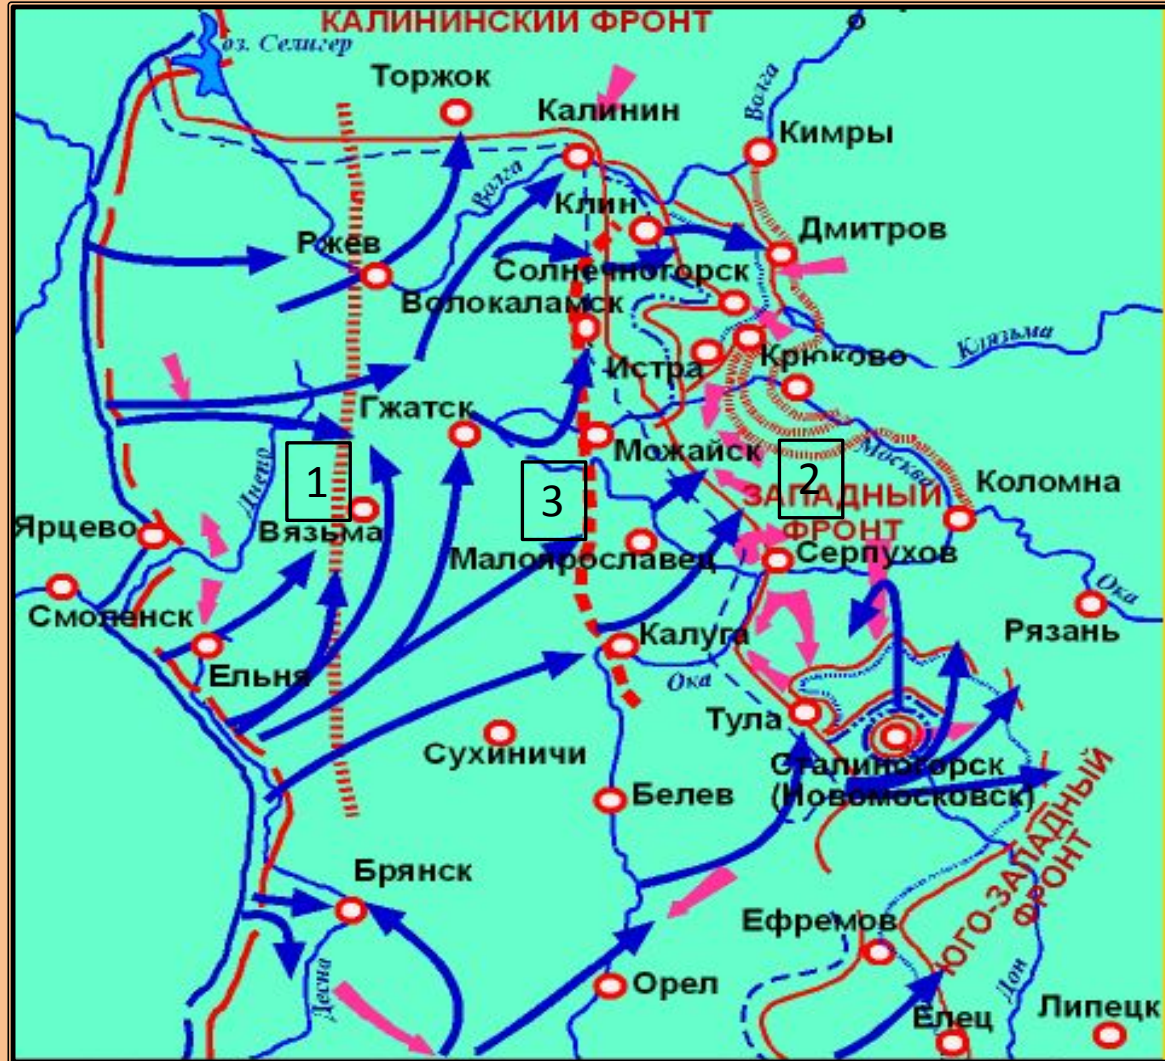 КАЛИНИНСКИЙ ФРОНТ
оз. Селигер
Торжок
Калинин
Волга
Кимры
Волга
Клин
Дмитров
Ржев
Солнечногорск
Волокаламск
Клязьма
Истра
Крюково
Гжатск
Можайск
Москва
1
2
3
Днепр
Коломна
ЗАПАДНЫЙ
ФРОНТ
Ярцево
Вязьма
Малоярославец
Серпухов
Смоленск
Ока
Калуга
Рязань
Ельня
Ока
Тула
Сухиничи
Сталиногорск
(Новомосковск)
Белев
Брянск
ЮГО-ЗАПАДНЫЙ
ФРОНТ
Ефремов
Десна
Орел
Дон
Липецк
Елец